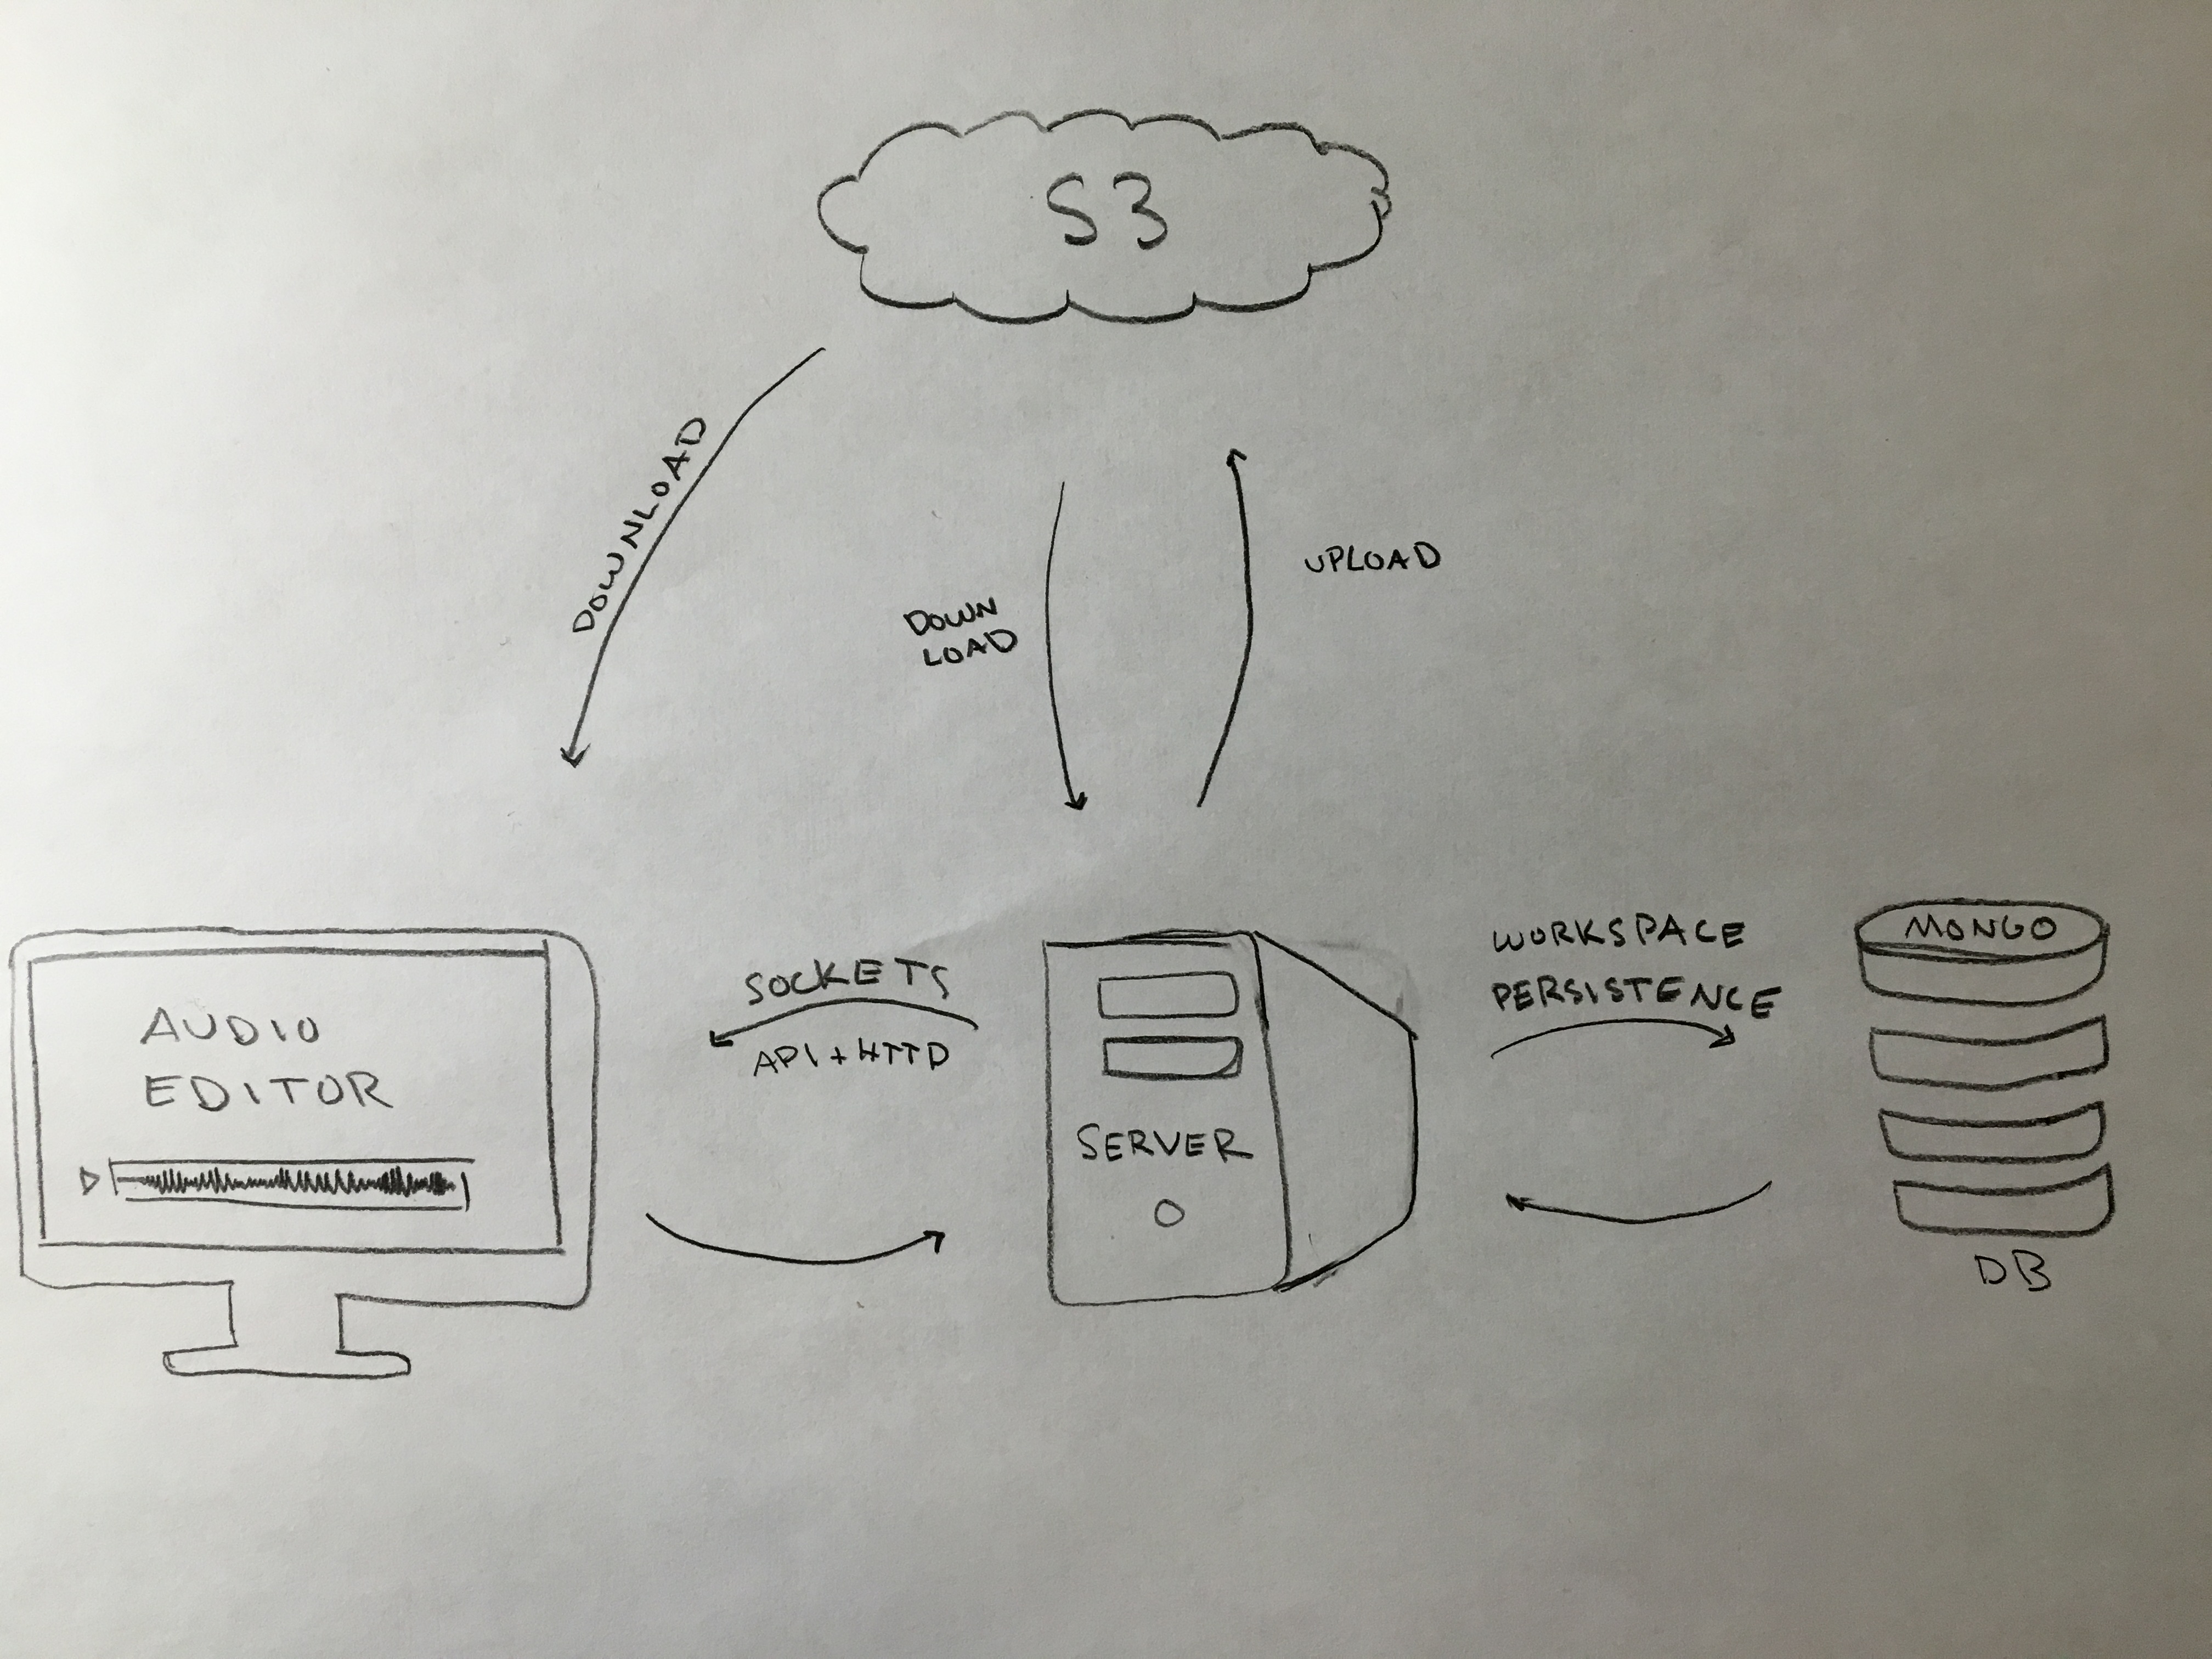 S3
DOWNLOAD
DOWN
LOAD
UPLOAD
AUDIO
EDITOR
SOCKETS
API + HTTP
SERVER
WORKSPACE
PERSISTENCE
MONGO
DB